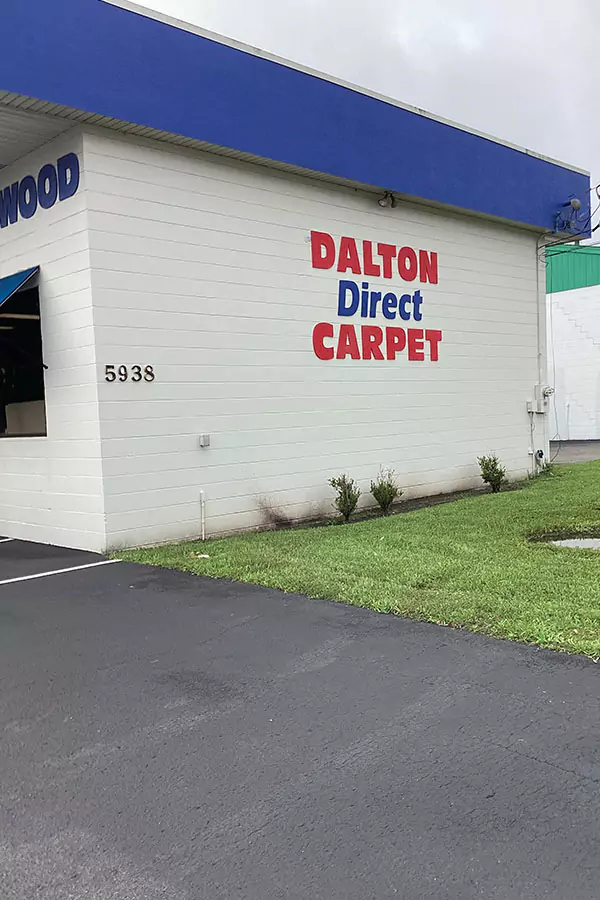 WOOD
DALTON
Direct
CARPET
5938